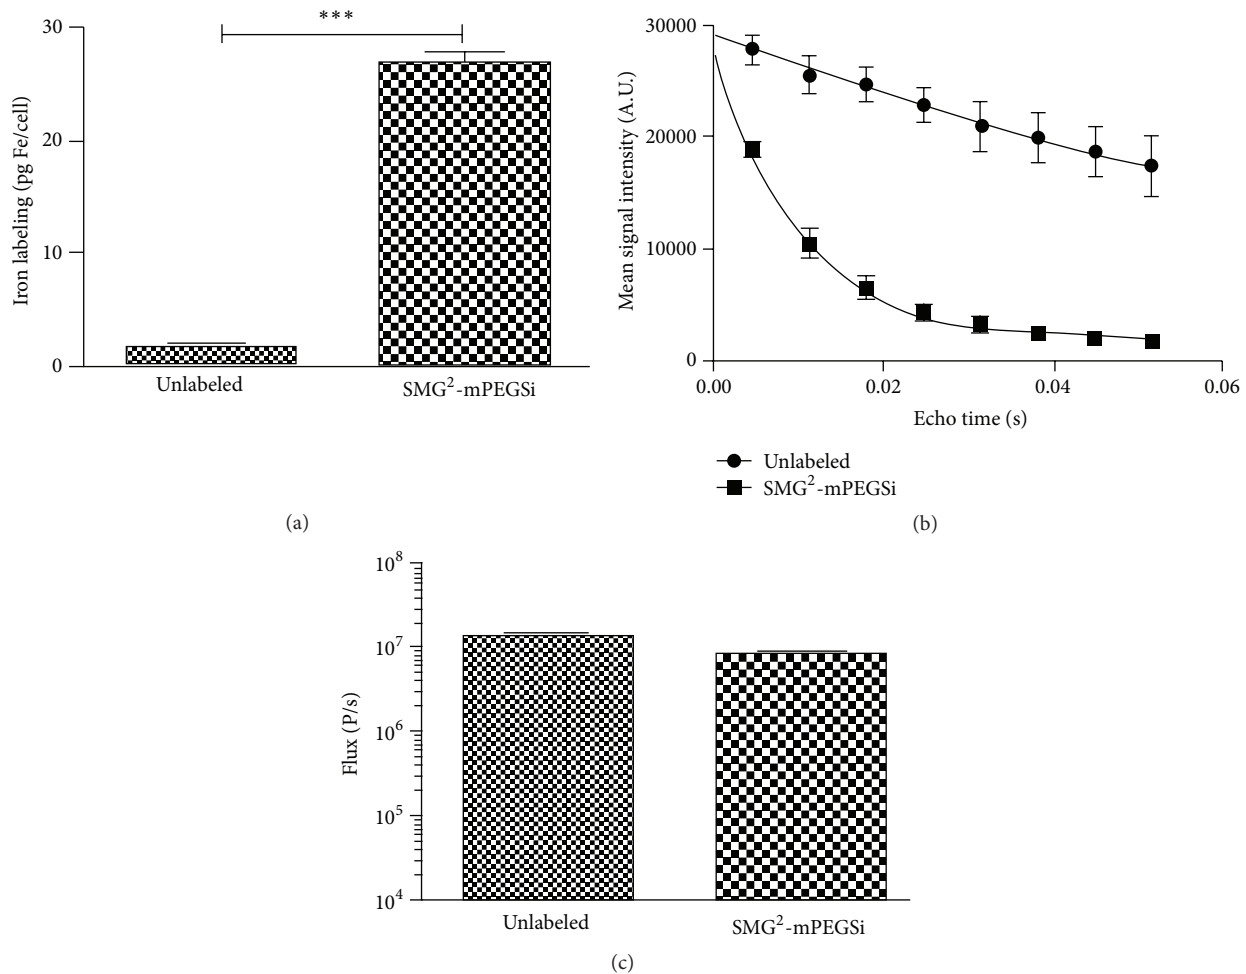 ***
30
20
10
0
Iron labeling (pg Fe/cell)
Unlabeled
SMG²-mPEGSi
(a)
30000
20000
10000
0
Mean signal intensity (A.U.)
0.00
0.02
0.04
0.06
Echo time (s)
Unlabeled
SMG²-mPEGSi
(b)
10⁸
10⁷
10⁶
10⁵
10⁴
Flux (P/s)
Unlabeled
SMG²-mPEGSi
(c)